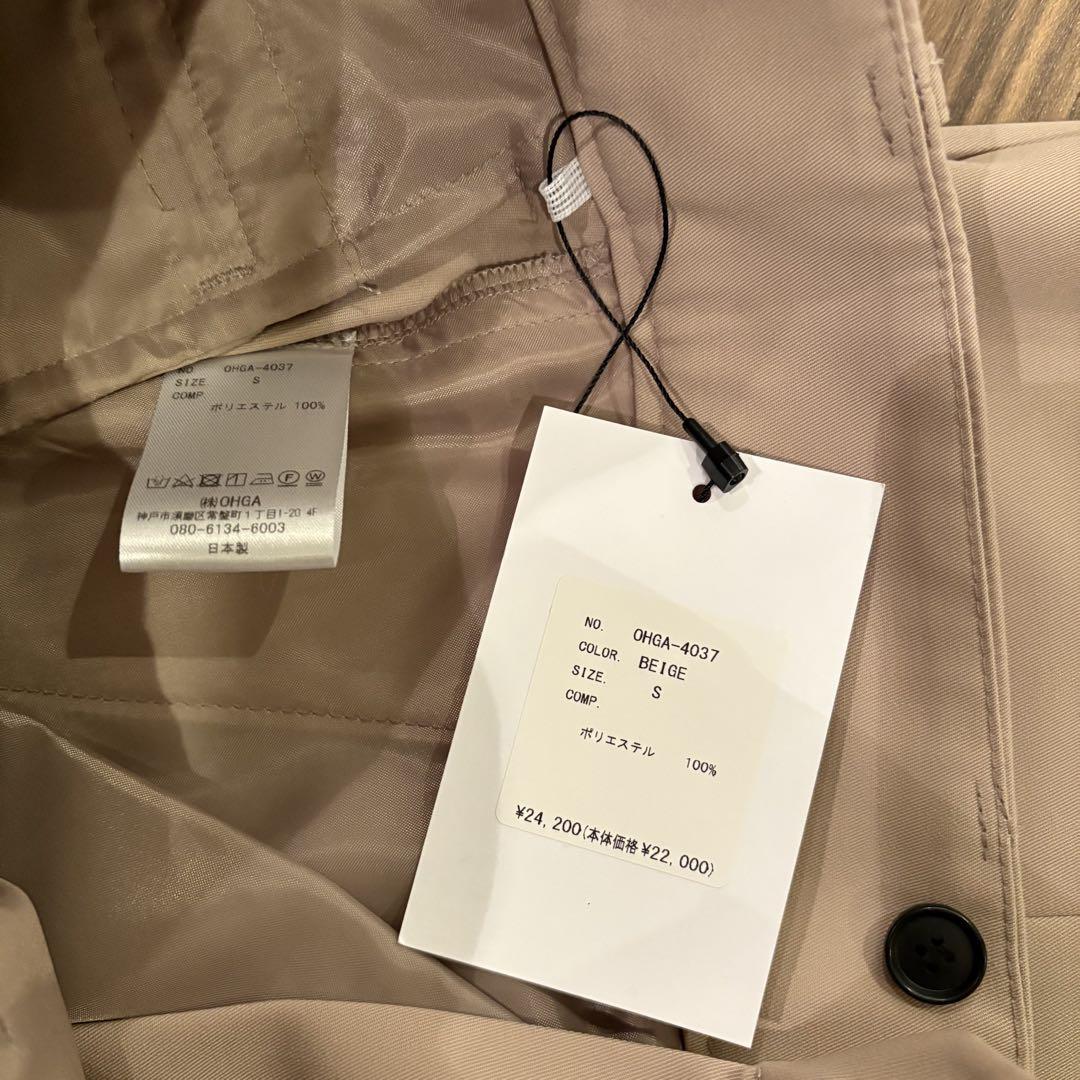 NO OHGA-4037
SIZE S
COMP
ポリエステル 100%
(株)OHGA
神戸市須磨区常盤町1丁目1-20 4F
080-6134-6003
日本製
NO. OHGA-4037
COLOR. BEIGE
SIZE. S
COMP.
ポリエステル 100%
¥24,200(本体価格¥22,000)